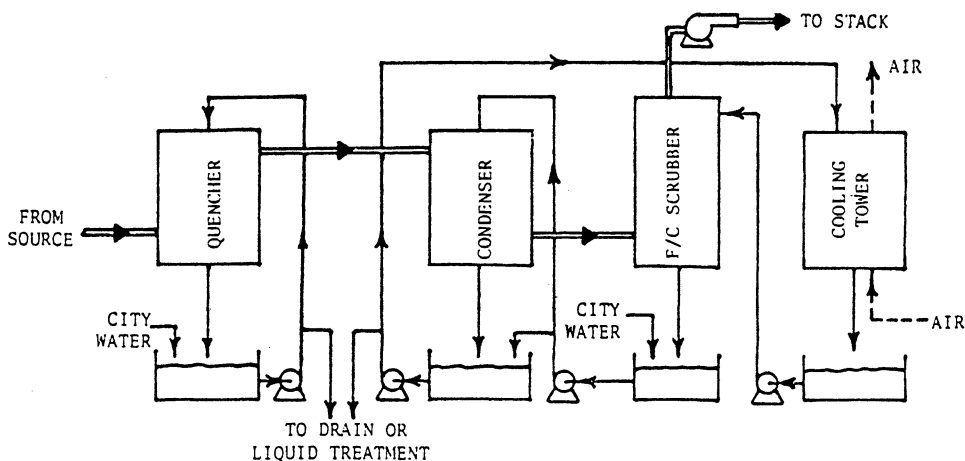 TO STACK
AIR
FROM
SOURCE
QUENCHER
CONDENSER
F/C SCRUBBER
COOLING
TOWER
CITY
WATER
CITY
WATER
AIR
TO DRAIN OR
LIQUID TREATMENT